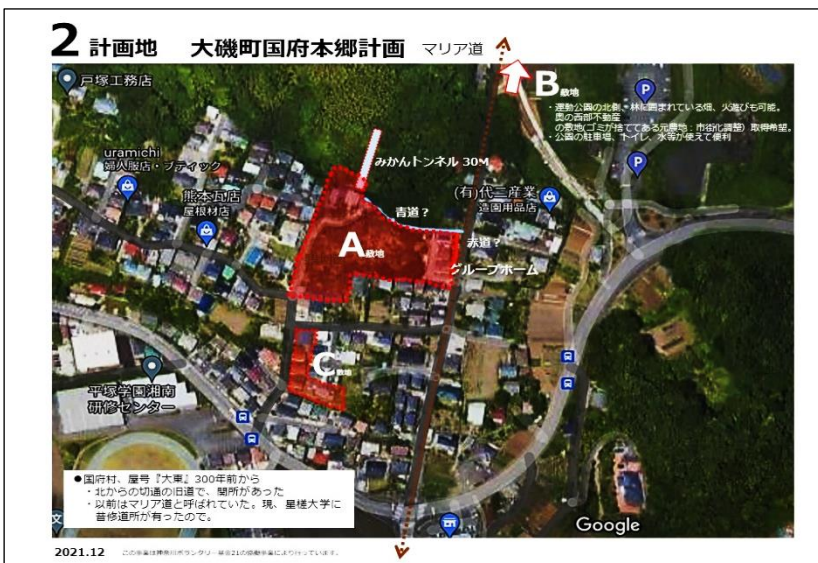 2 計画地 大磯町国府本郷計画 マリア道
戸塚工務店
B敷地
・運動公園の北側、林に囲まれている畑、火遊びも可能。
奥の西部不動産
の敷地(ゴミが捨ててある元農地：市街化調整）取得希望。
・公園の駐車場、トイレ、水等が使えて便利
P
P
みかんトンネル 30M
uramichi
婦人服店・ブティック
(有)代二産業
造園用品店
熊本瓦店
屋根材店
青道？
赤道？
A敷地
グループホーム
C敷地
平塚学園湘南
研修センター
●国府村、屋号『大東』300年前から
・北からの切通の旧道で、関所があった
・以前はマリア道と呼ばれていた。現、星槎大学に
昔修道所が有ったので。
文
Google
2021.12